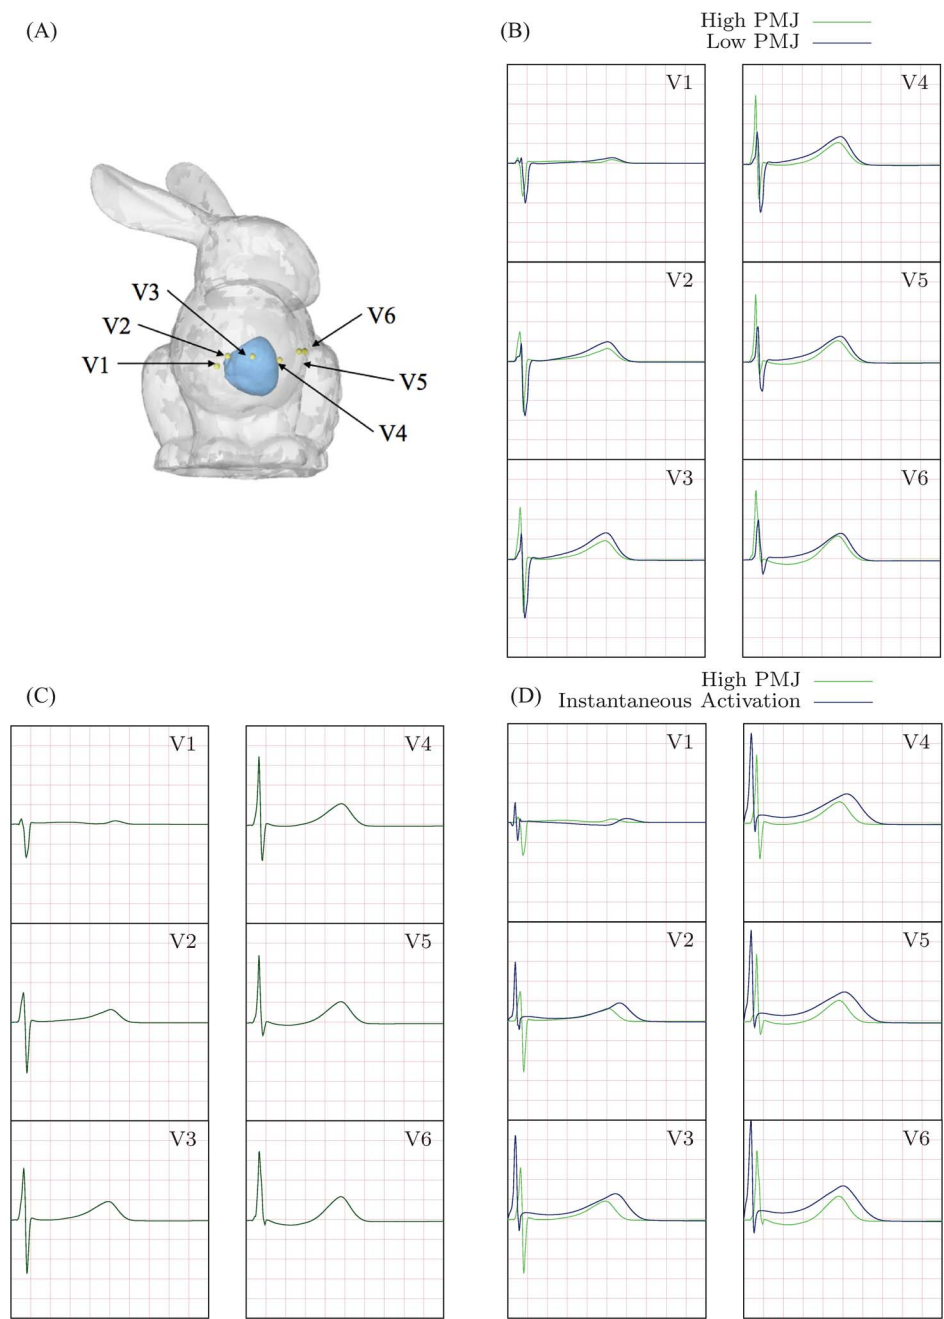 (A)
V3
V2
V1
V6
V5
V4
(B)
High PMJ
Low PMJ
V1
V4
V2
V5
V3
V6
(C)
V1
V4
V2
V5
V3
V6
(D)
High PMJ
Instantaneous Activation
V1
V4
V2
V5
V3
V6